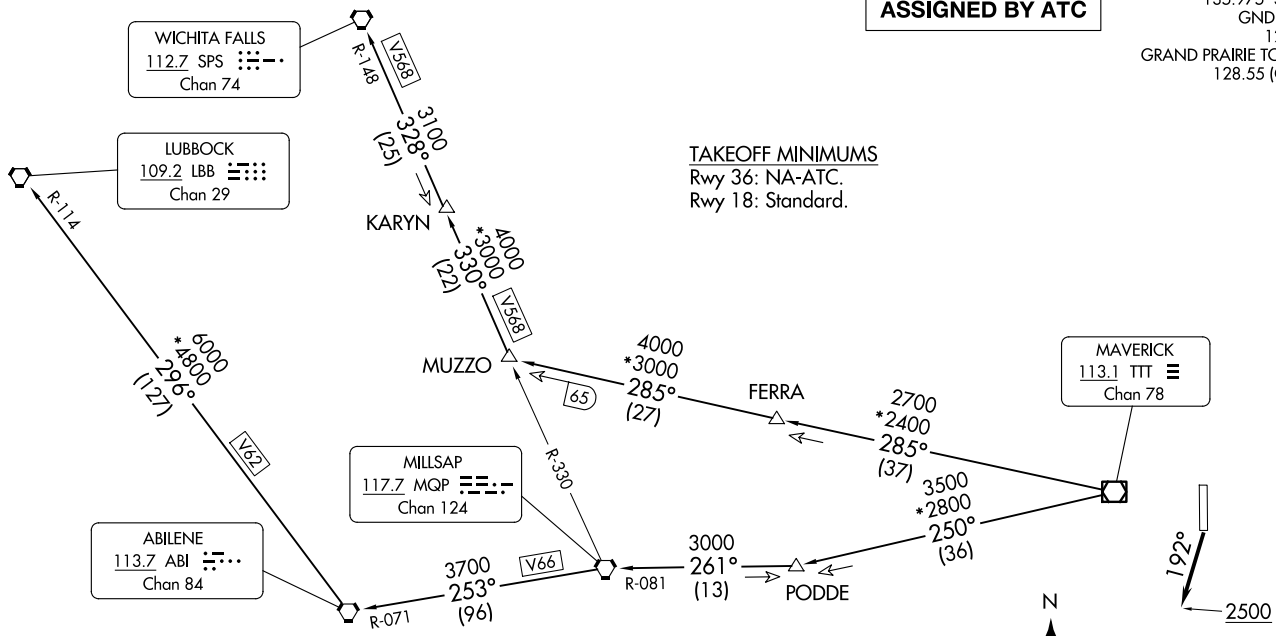 ASSIGNED BY ATC
GND
GRAND PRAIRIE TO
128.55
WICHITA FALLS
112.7 SPS
Chan 74
R-148
V568
3100
328°
(25)
LUBBOCK
109.2 LBB
Chan 29
R-114
TAKEOFF MINIMUMS
Rwy 36: NA-ATC.
Rwy 18: Standard.
KARYN
4000
*3000
330°
(22)
V568
MUZZO
6000
*4800
296°
(127)
V62
4000
*3000
285°
(27)
65
FERRA
2700
*2400
285°
(37)
MAVERICK
113.1 TTT
Chan 78
R-330
MILLSAP
117.7 MQP
Chan 124
3500
*2800
250°
(36)
ABILENE
113.7 ABI
Chan 84
3700
V66
253°
(96)
R-071
R-081
3000
261°
(13)
PODDE
192°
2500
N